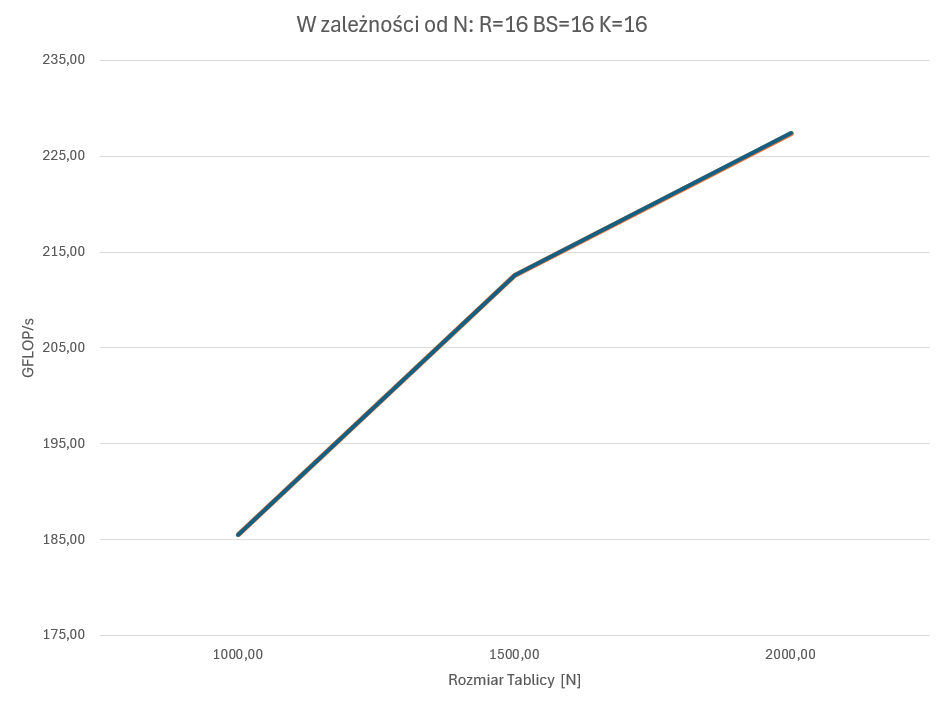 W zależności od N: R=16 BS=16 K=16
235,00
225,00
215,00
205,00
195,00
185,00
175,00
GFLOP/s
1000,00 1500,00 2000,00
Rozmiar Tablicy [N]